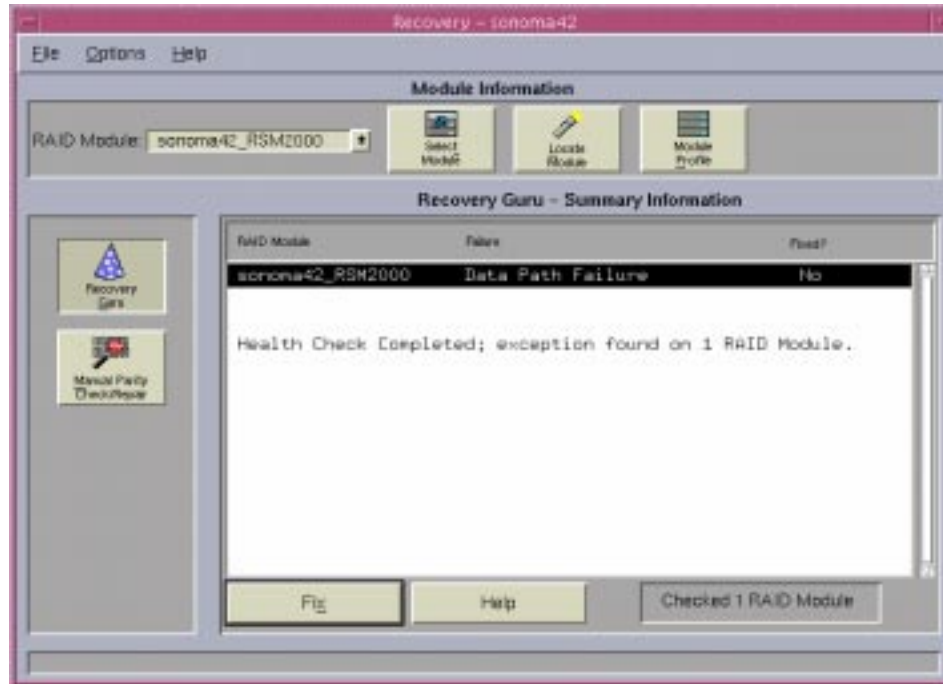 Recovery - sonoma42
File Options Help
Module Information
RAID Module: sonoma42_RSM2000
Select Module
Locate Module
Module Profile
Recovery Guru - Summary Information
RAID Module Failure Fixed?
sonoma42_RSM2000 Data Path Failure No
Health Check Completed; exception found on 1 RAID Module.
Recovery Guru
Manual Parity Check/Repair
Fix Help Checked 1 RAID Module